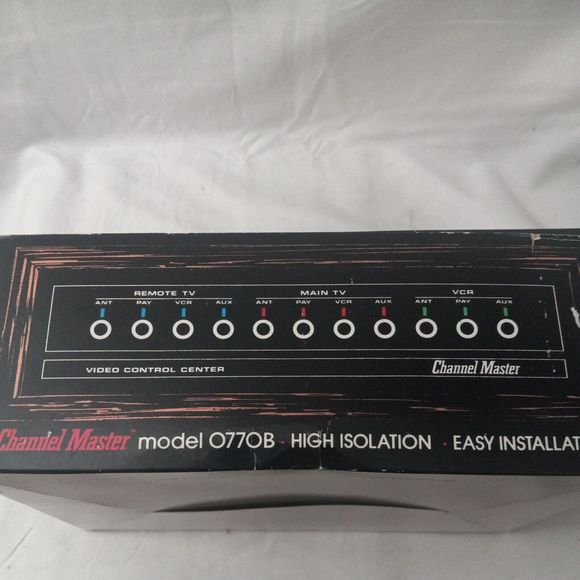 REMOTE TV MAIN TV VCR
ANT PAY VCR AUX ANT PAY VCR AUX ANT PAY AUX
VIDEO CONTROL CENTER Channel Master
Channel Master® model 0770B · HIGH ISOLATION · EASY INSTALLAT